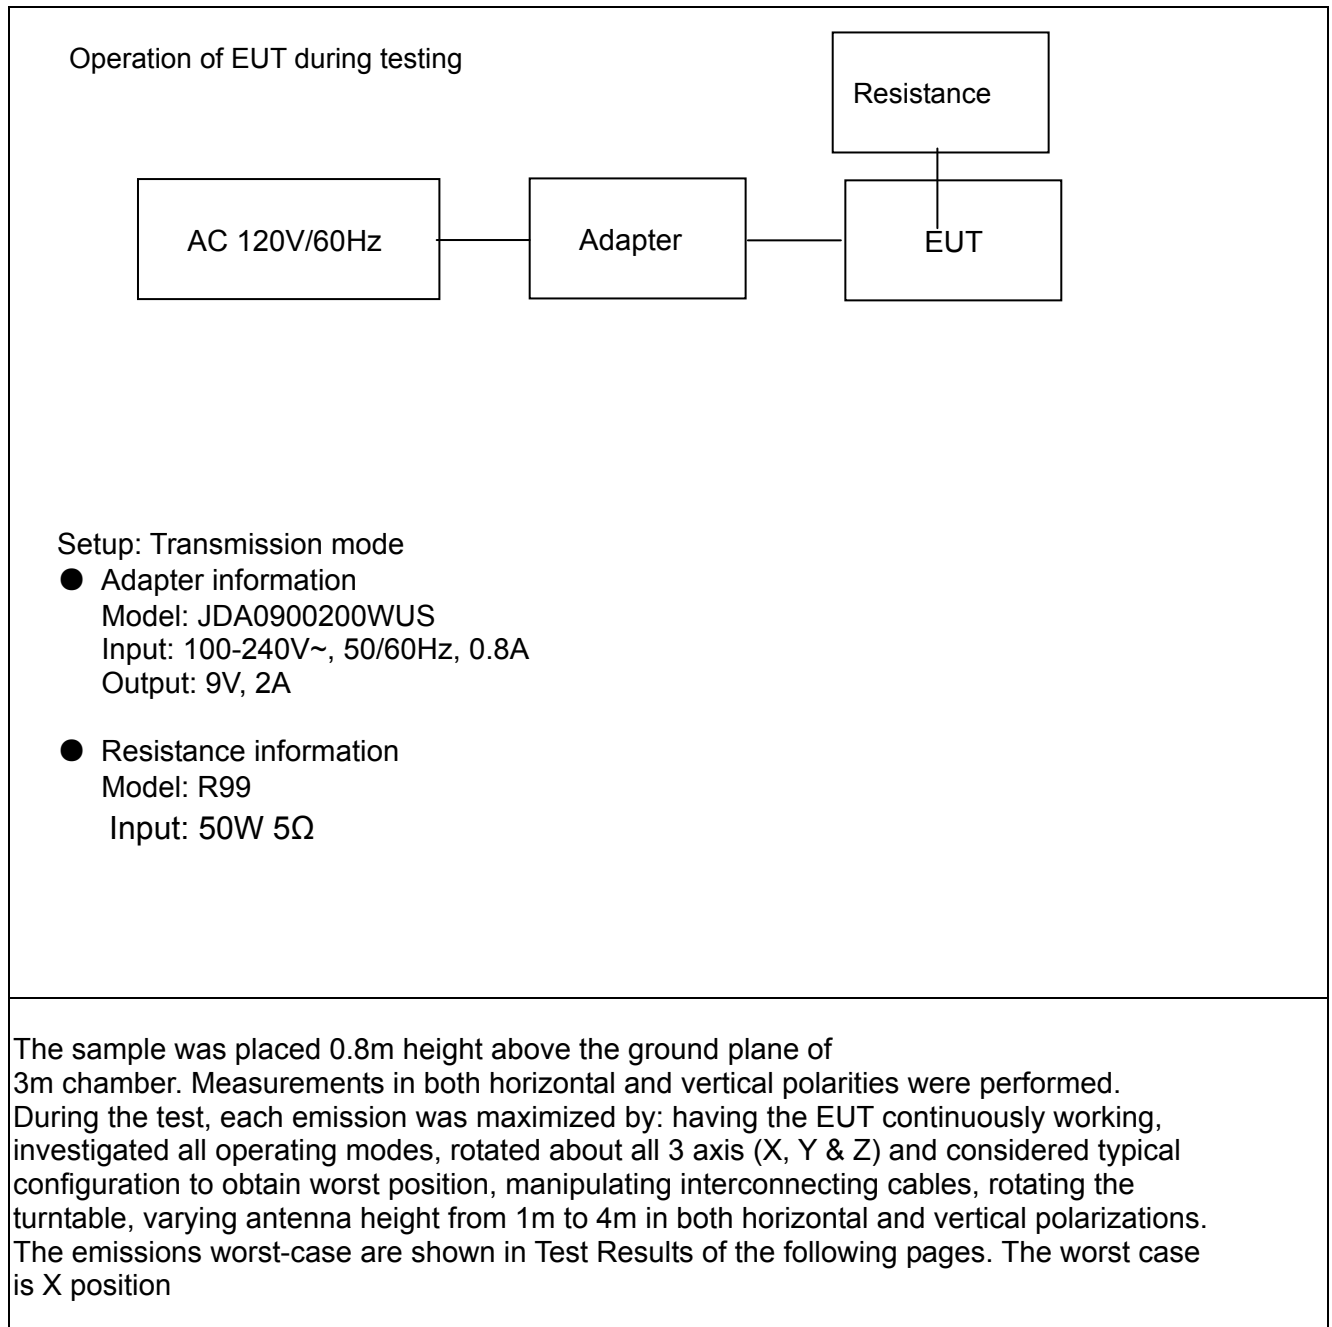 Operation of EUT during testing
Resistance
AC 120V/60Hz
Adapter
EUT
Setup: Transmission mode
● Adapter information
Model: JDA0900200WUS
Input: 100-240V~, 50/60Hz, 0.8A
Output: 9V, 2A
● Resistance information
Model: R99
Input: 50W 5Ω
The sample was placed 0.8m height above the ground plane of
3m chamber. Measurements in both horizontal and vertical polarities were performed.
During the test, each emission was maximized by: having the EUT continuously working,
investigated all operating modes, rotated about all 3 axis (X, Y & Z) and considered typical
configuration to obtain worst position, manipulating interconnecting cables, rotating the
turntable, varying antenna height from 1m to 4m in both horizontal and vertical polarizations.
The emissions worst-case are shown in Test Results of the following pages. The worst case
is X position